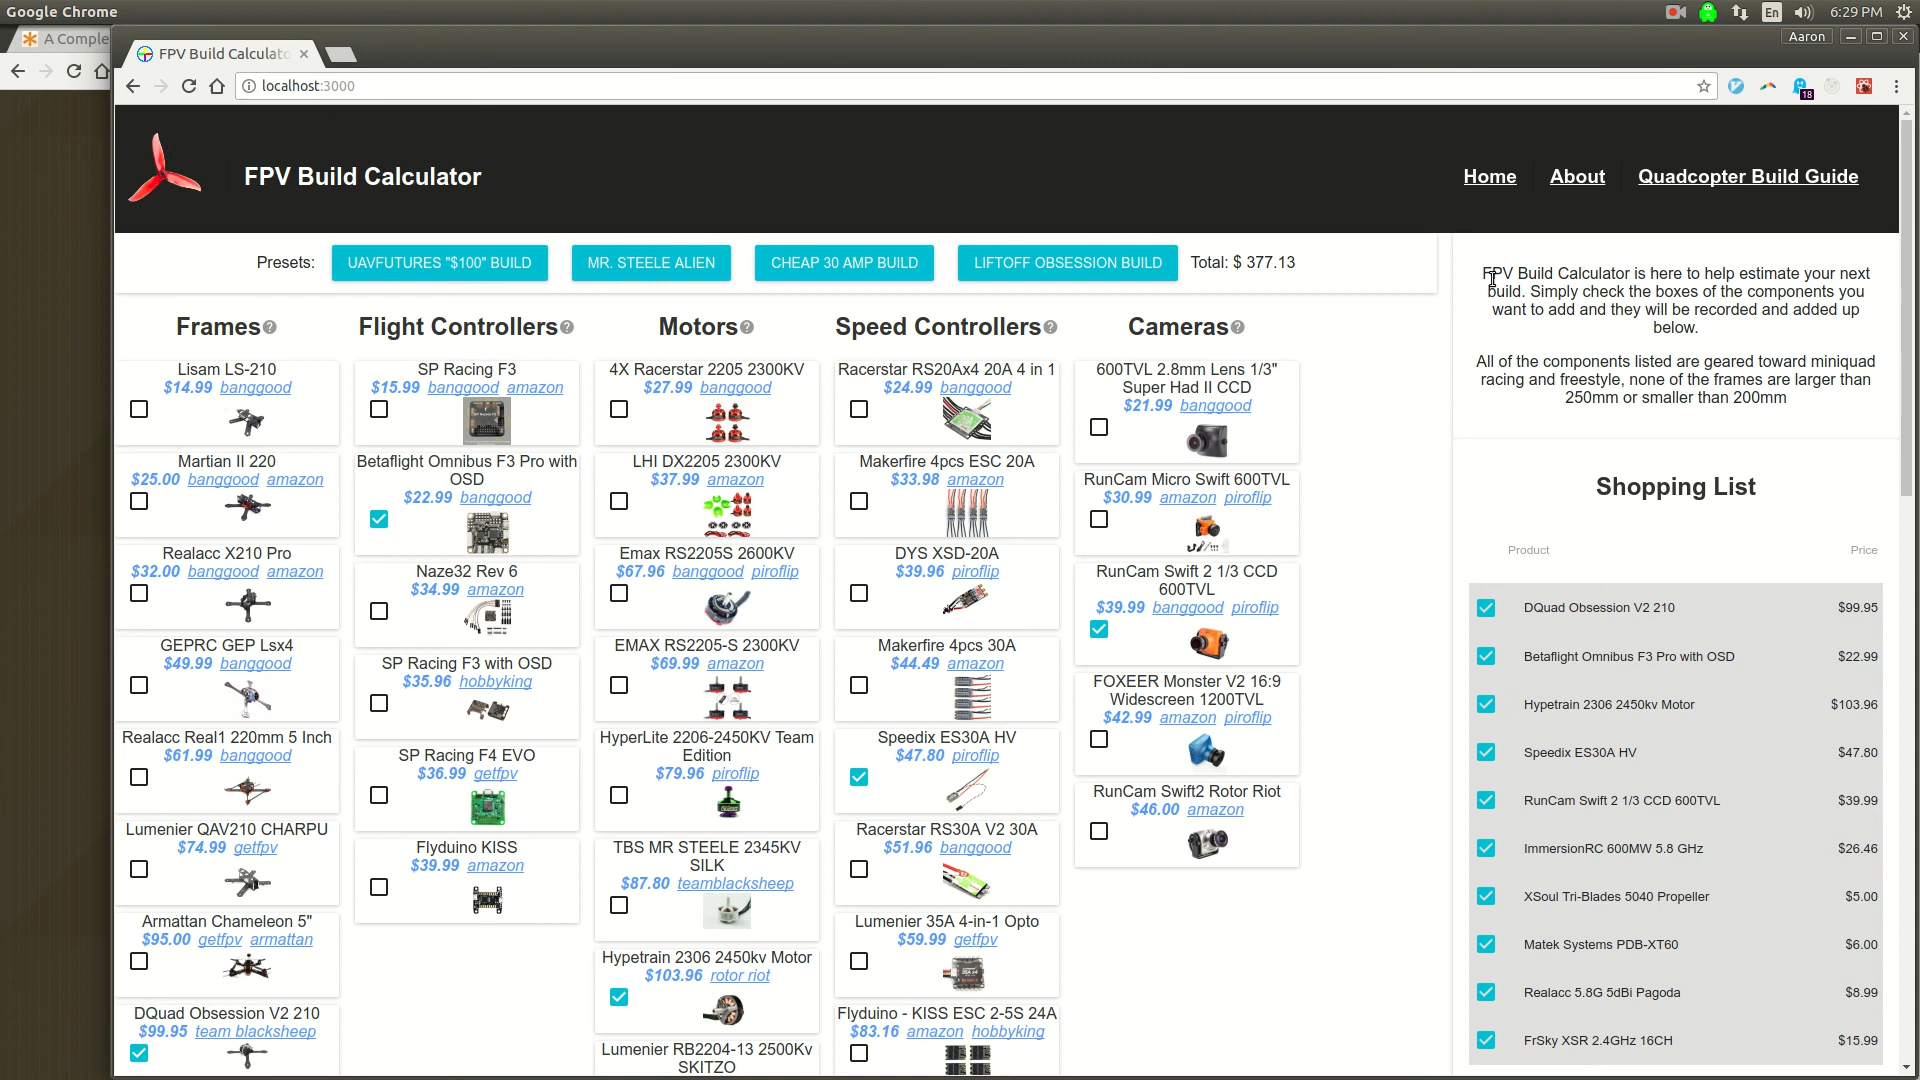 Google Chrome
En
6:29 PM
A Comple
FPV Build Calculato
Aaron
localhost:3000
18
FPV Build Calculator
Home
About
Quadcopter Build Guide
Presets:
UAVFUTURES "$100" BUILD
MR. STEELE ALIEN
CHEAP 30 AMP BUILD
LIFTOFF OBSESSION BUILD
Total: $ 377.13
Frames
Lisam LS-210
$14.99 banggood
Martian II 220
$25.00 banggood amazon
Realacc X210 Pro
$32.00 banggood amazon
GEPRC GEP Lsx4
$49.99 banggood
Realacc Real1 220mm 5 Inch
$61.99 banggood
Lumenier QAV210 CHARPU
$74.99 getfpv
Armattan Chameleon 5"
$95.00 getfpv armattan
DQuad Obsession V2 210
$99.95 team blacksheep
Flight Controllers
SP Racing F3
$15.99 banggood amazon
Betaflight Omnibus F3 Pro with
OSD
$22.99 banggood
Naze32 Rev 6
$34.99 amazon
SP Racing F3 with OSD
$35.96 hobbyking
SP Racing F4 EVO
$36.99 getfpv
Flyduino KISS
$39.99 amazon
Motors
4X Racerstar 2205 2300KV
$27.99 banggood
LHI DX2205 2300KV
$37.99 amazon
Emax RS2205S 2600KV
$67.96 banggood piroflip
EMAX RS2205-S 2300KV
$69.99 amazon
HyperLite 2206-2450KV Team
Edition
$79.96 piroflip
TBS MR STEELE 2345KV
SILK
$87.80 teamblacksheep
Hypetrain 2306 2450kv Motor
$103.96 rotor riot
Lumenier RB2204-13 2500Kv
SKITZO
Speed Controllers
Racerstar RS20Ax4 20A 4 in 1
$24.99 banggood
Makerfire 4pcs ESC 20A
$33.98 amazon
DYS XSD-20A
$39.96 piroflip
Makerfire 4pcs 30A
$44.49 amazon
Speedix ES30A HV
$47.80 piroflip
Racerstar RS30A V2 30A
$51.96 banggood
Lumenier 35A 4-in-1 Opto
$59.99 getfpv
Flyduino - KISS ESC 2-5S 24A
$83.16 amazon hobbyking
Cameras
600TVL 2.8mm Lens 1/3"
Super Had II CCD
$21.99 banggood
RunCam Micro Swift 600TVL
$30.99 amazon piroflip
RunCam Swift 2 1/3 CCD
600TVL
$39.99 banggood piroflip
FOXEER Monster V2 16:9
Widescreen 1200TVL
$42.99 amazon piroflip
RunCam Swift2 Rotor Riot
$46.00 amazon
FPV Build Calculator is here to help estimate your next
build. Simply check the boxes of the components you
want to add and they will be recorded and added up
below.
All of the components listed are geared toward miniquad
racing and freestyle, none of the frames are larger than
250mm or smaller than 200mm
Shopping List
Product Price
DQuad Obsession V2 210 $99.95
Betaflight Omnibus F3 Pro with OSD $22.99
Hypetrain 2306 2450kv Motor $103.96
Speedix ES30A HV $47.80
RunCam Swift 2 1/3 CCD 600TVL $39.99
ImmersionRC 600MW 5.8 GHz $26.46
XSoul Tri-Blades 5040 Propeller $5.00
Matek Systems PDB-XT60 $6.00
Realacc 5.8G 5dBi Pagoda $8.99
FrSky XSR 2.4GHz 16CH $15.99